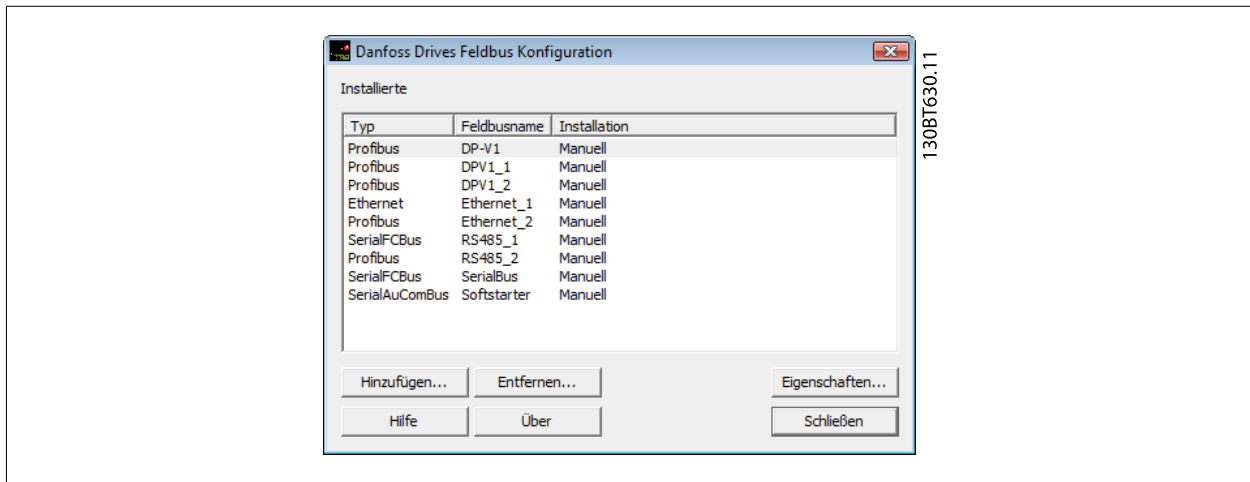 Danfoss Drives Feldbus Konfiguration
Installierte
Typ Feldbusname Installation
Profibus DP-V1 Manuell
Profibus DPV1_1 Manuell
Profibus DPV1_2 Manuell
Ethernet Ethernet_1 Manuell
Profibus Ethernet_2 Manuell
SerialFCBus RS485_1 Manuell
Profibus RS485_2 Manuell
SerialFCBus SerialBus Manuell
SerialAuComBus Softstarter Manuell
Hinzufügen... Entfernen... Eigenschaften...
Hilfe Über Schließen
130BT630.11